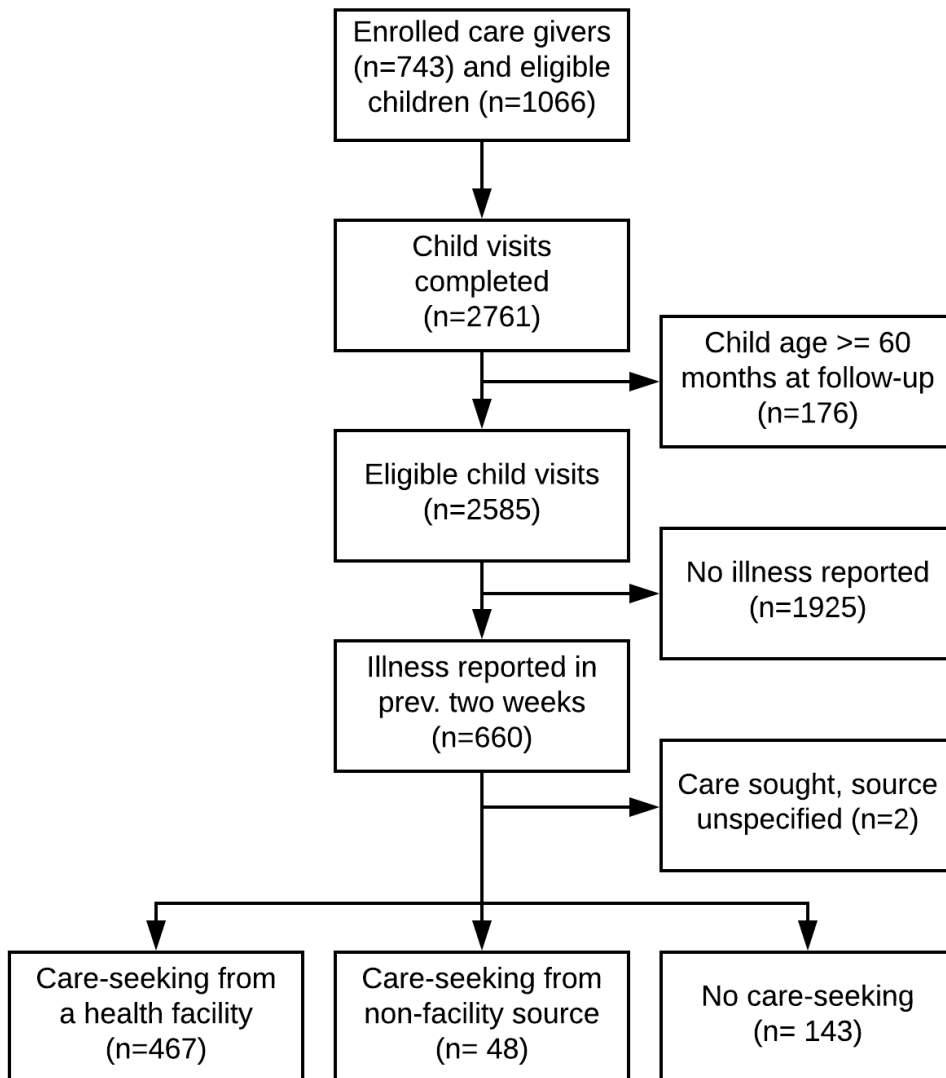 Enrolled care givers
(n=743) and eligible
children (n=1066)
Child visits
completed
(n=2761)
Child age >= 60
months at follow-up
(n=176)
Eligible child visits
(n=2585)
No illness reported
(n=1925)
Illness reported in
prev. two weeks
(n=660)
Care sought, source
unspecified (n=2)
Care-seeking from
a health facility
(n=467)
Care-seeking from
non-facility source
(n= 48)
No care-seeking
(n= 143)